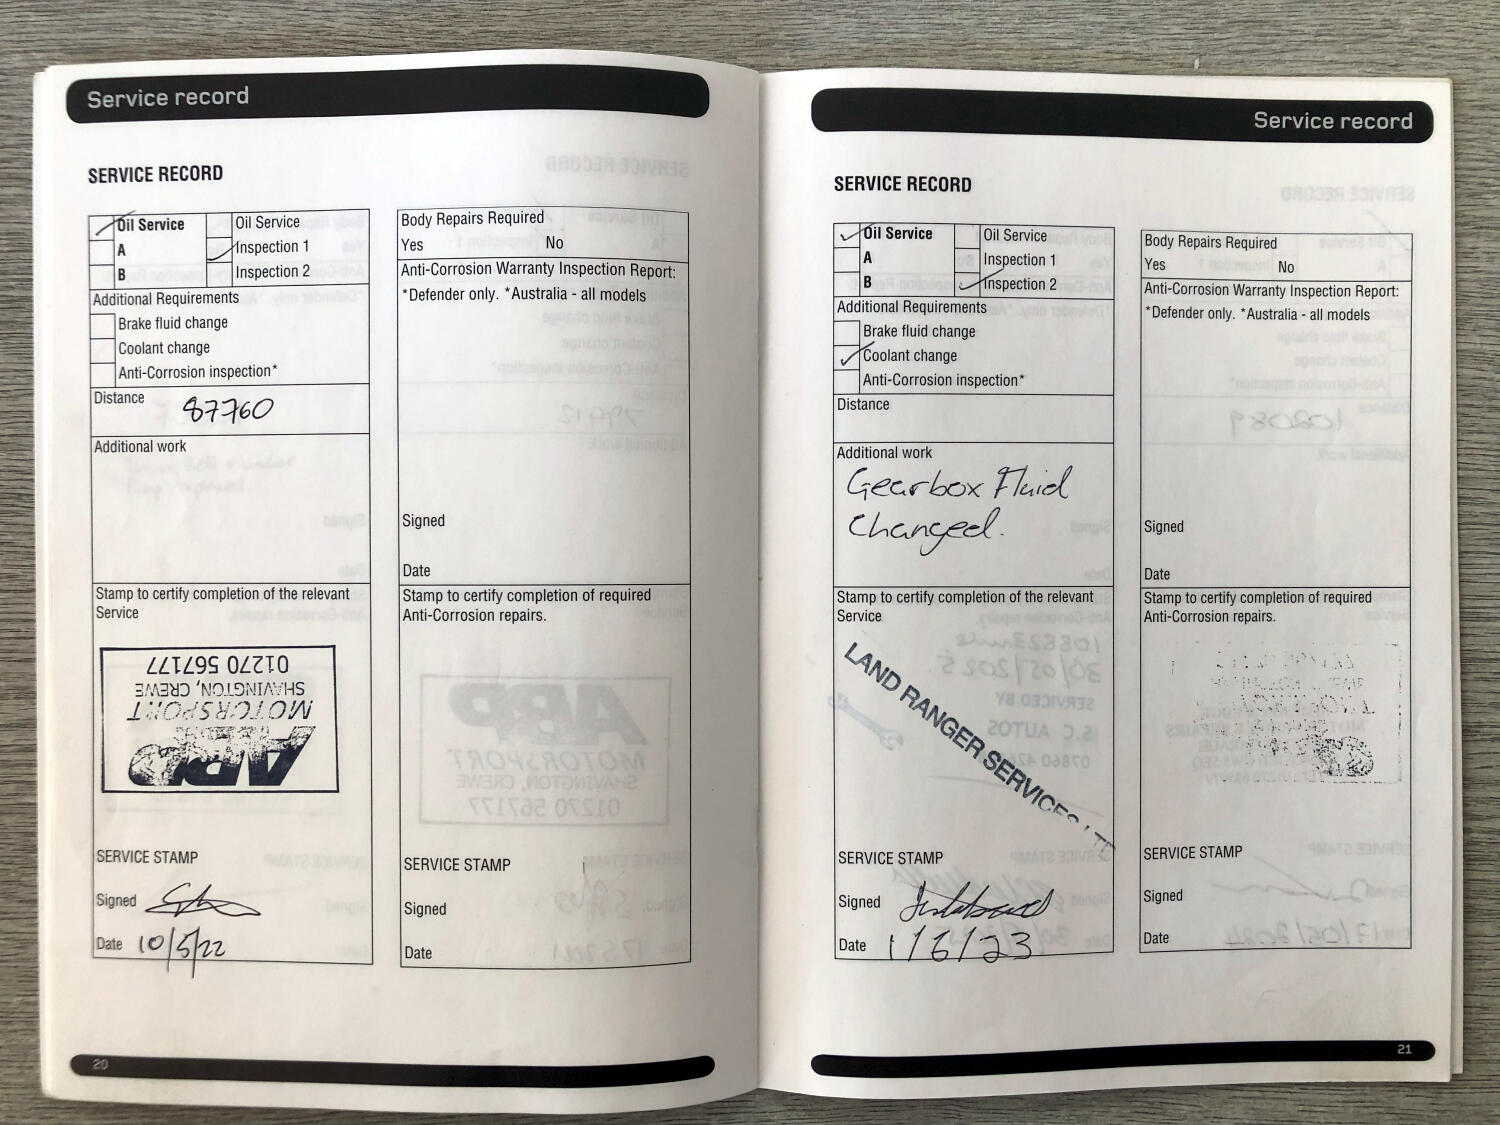 Service record
SERVICE RECORD
Oil Service
A
B
Oil Service
Inspection 1
Inspection 2
Additional Requirements
Brake fluid change
Coolant change
Anti-Corrosion inspection*
Distance 87760
Additional work
Stamp to certify completion of the relevant
Service
ABP
MOTORSPORT
SHAVINGTON, CREWE
01270 567177
SERVICE STAMP
Signed
Date 10/5/22
Body Repairs Required
Yes No
Anti-Corrosion Warranty Inspection Report:
*Defender only. *Australia - all models
Signed
Date
Stamp to certify completion of required
Anti-Corrosion repairs.
SERVICE STAMP
Signed
Date
20
Service record
SERVICE RECORD
Oil Service
A
B
Oil Service
Inspection 1
Inspection 2
Additional Requirements
Brake fluid change
Coolant change
Anti-Corrosion inspection*
Distance
Additional work
Gearbox Fluid
Changed.
Stamp to certify completion of the relevant
Service
LAND RANGER SERVICES LTD
SERVICE STAMP
Signed
Date 1/6/23
Body Repairs Required
Yes No
Anti-Corrosion Warranty Inspection Report:
*Defender only. *Australia - all models
Signed
Date
Stamp to certify completion of required
Anti-Corrosion repairs.
SERVICE STAMP
Signed
Date
21